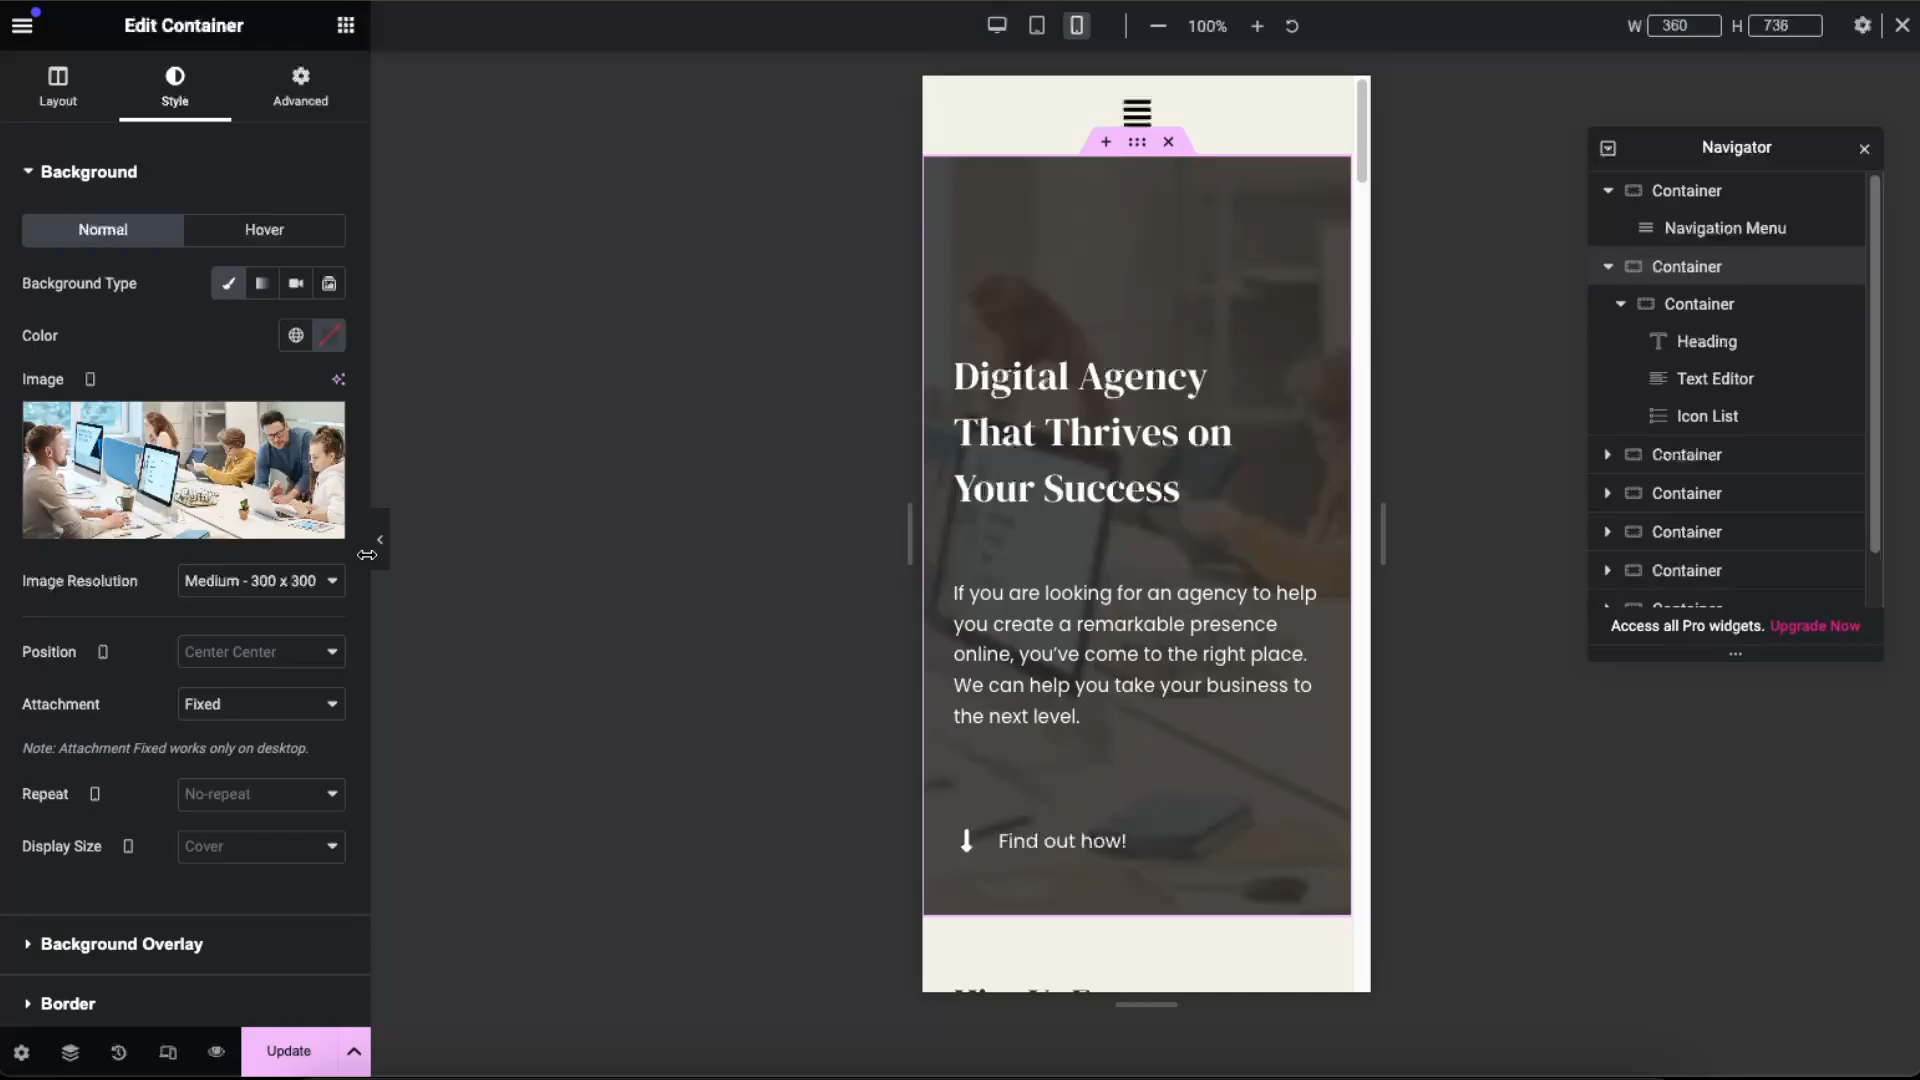 Edit Container
100%
W 360 H 736
Layout
Style
Advanced
Background
Normal
Hover
Background Type
Color
Image
Image Resolution
Medium - 300 x 300
Position
Center Center
Attachment
Fixed
Note: Attachment Fixed works only on desktop.
Repeat
No-repeat
Display Size
Cover
Background Overlay
Border
Update
Digital Agency
That Thrives on
Your Success
If you are looking for an agency to help
you create a remarkable presence
online, you've come to the right place.
We can help you take your business to
the next level.
Find out how!
Navigator
Container
Navigation Menu
Container
Container
Heading
Text Editor
Icon List
Container
Container
Container
Container
Access all Pro widgets. Upgrade Now